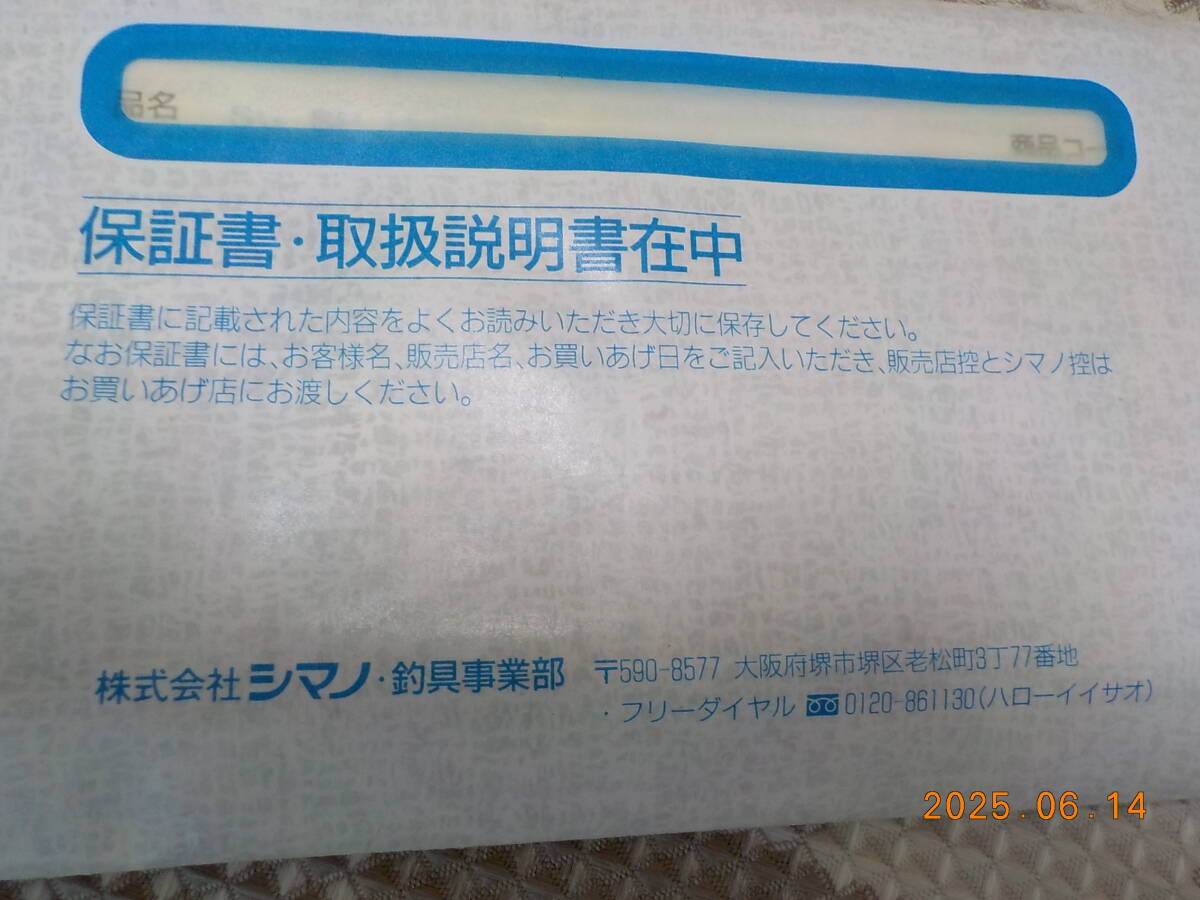 品名
商品コー
保証書・取扱説明書在中
保証書に記載された内容をよくお読みいただき大切に保存してください。
なお保証書には、お客様名、販売店名、お買いあげ日をご記入いただき、販売店控とシマノ控は
お買いあげ店にお渡しください。
株式会社シマノ・釣具事業部
〒590-8577 大阪府堺市堺区老松町3丁77番地
・フリーダイヤル 0120-861130(ハローイイサオ)
2025.06.14